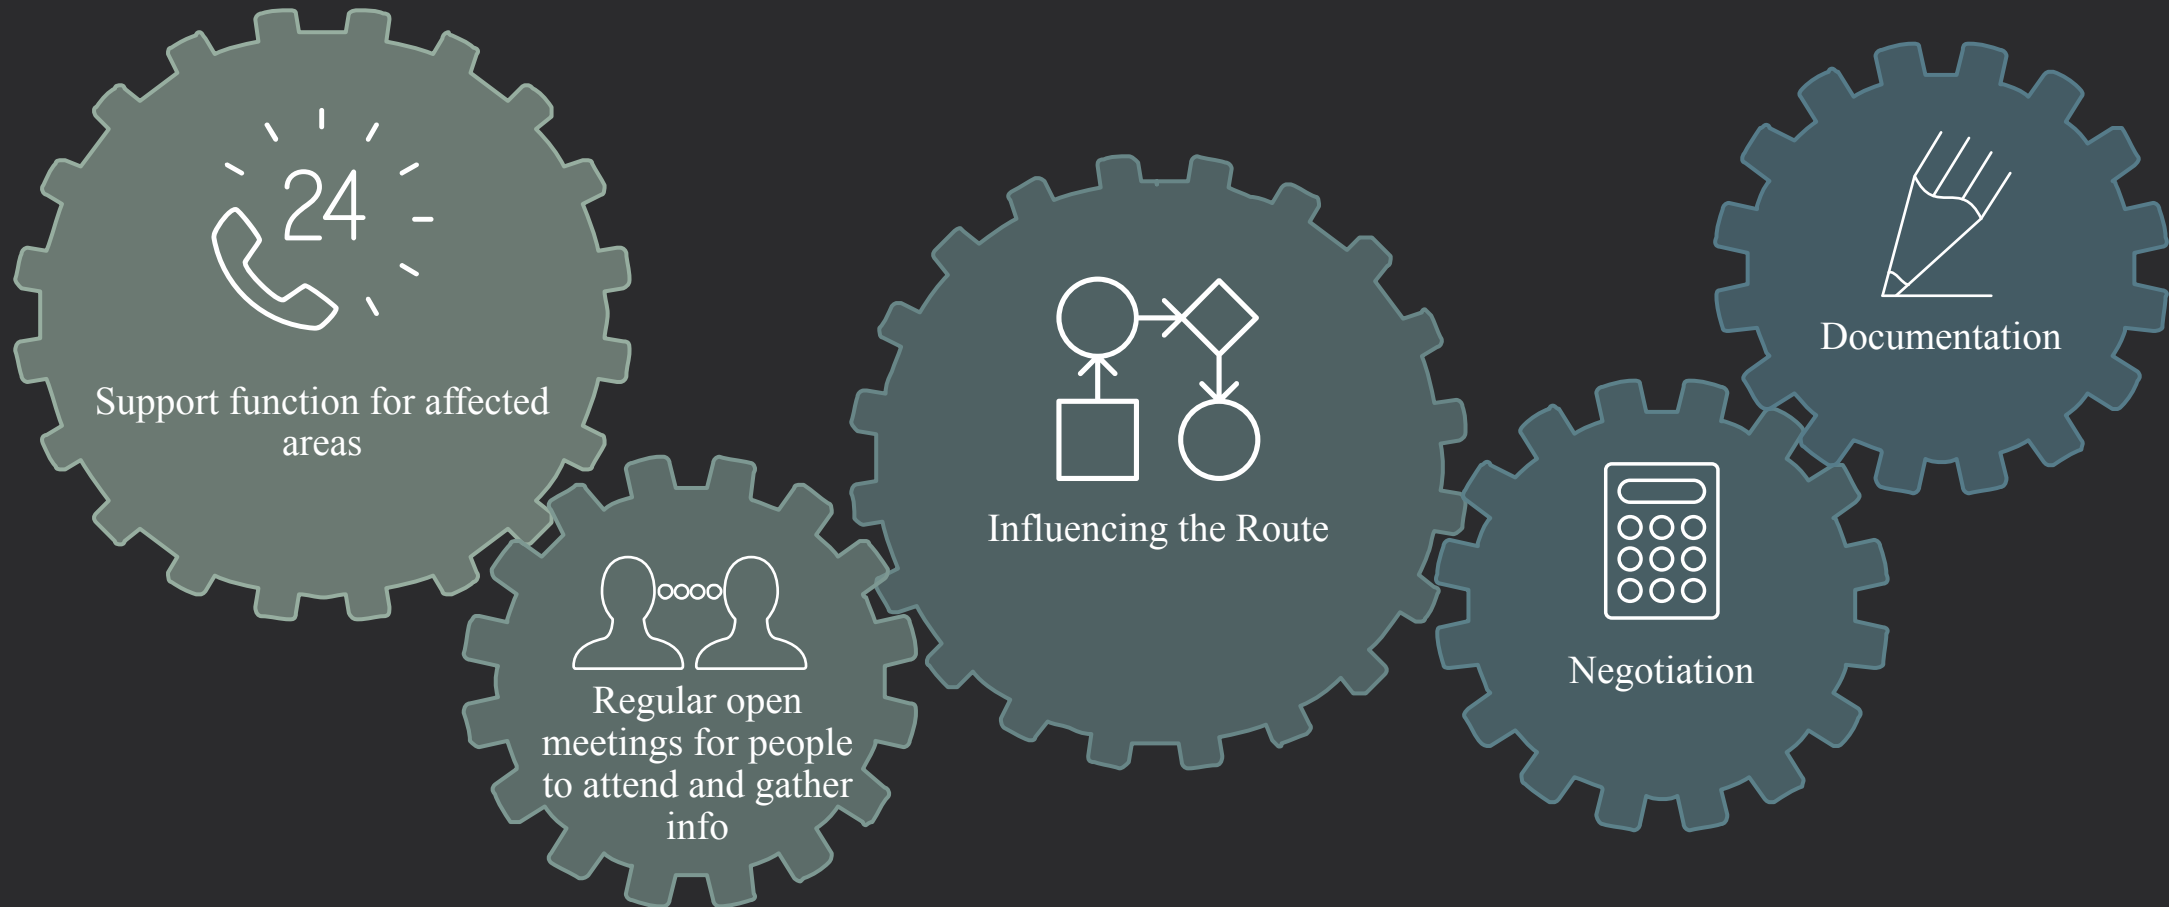 24
Support function for affected
areas
Regular open
meetings for people
to attend and gather
info
Influencing the Route
Negotiation
Documentation